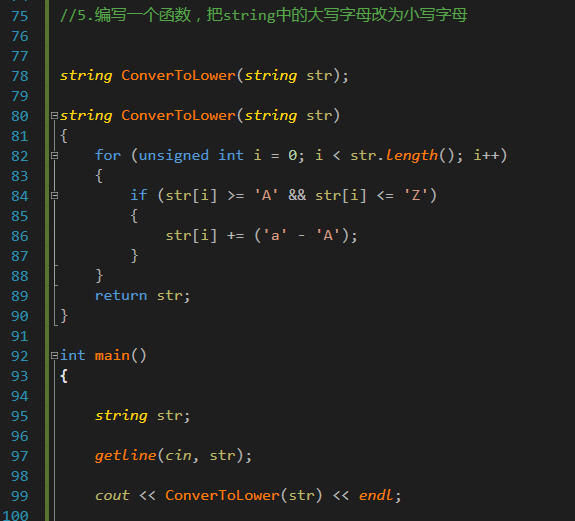 75 //5.编写一个函数，把string中的大写字母改为小写字母
76
77
78 string ConverToLower(string str);
79
80 string ConverToLower(string str)
81 {
82     for (unsigned int i = 0; i < str.length(); i++)
83     {
84         if (str[i] >= 'A' && str[i] <= 'Z')
85         {
86             str[i] += ('a' - 'A');
87         }
88     }
89     return str;
90 }
91
92 int main()
93 {
94
95     string str;
96
97     getline(cin, str);
98
99     cout << ConverToLower(str) << endl;
100